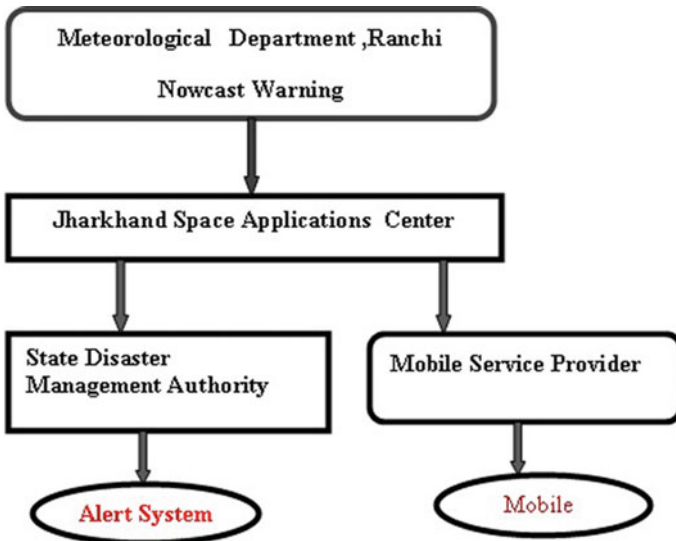 Meteorological Department ,Ranchi
Nowcast Warning
Jharkhand Space Applications Center
State Disaster
Management Authority
Mobile Service Provider
Alert System
Mobile